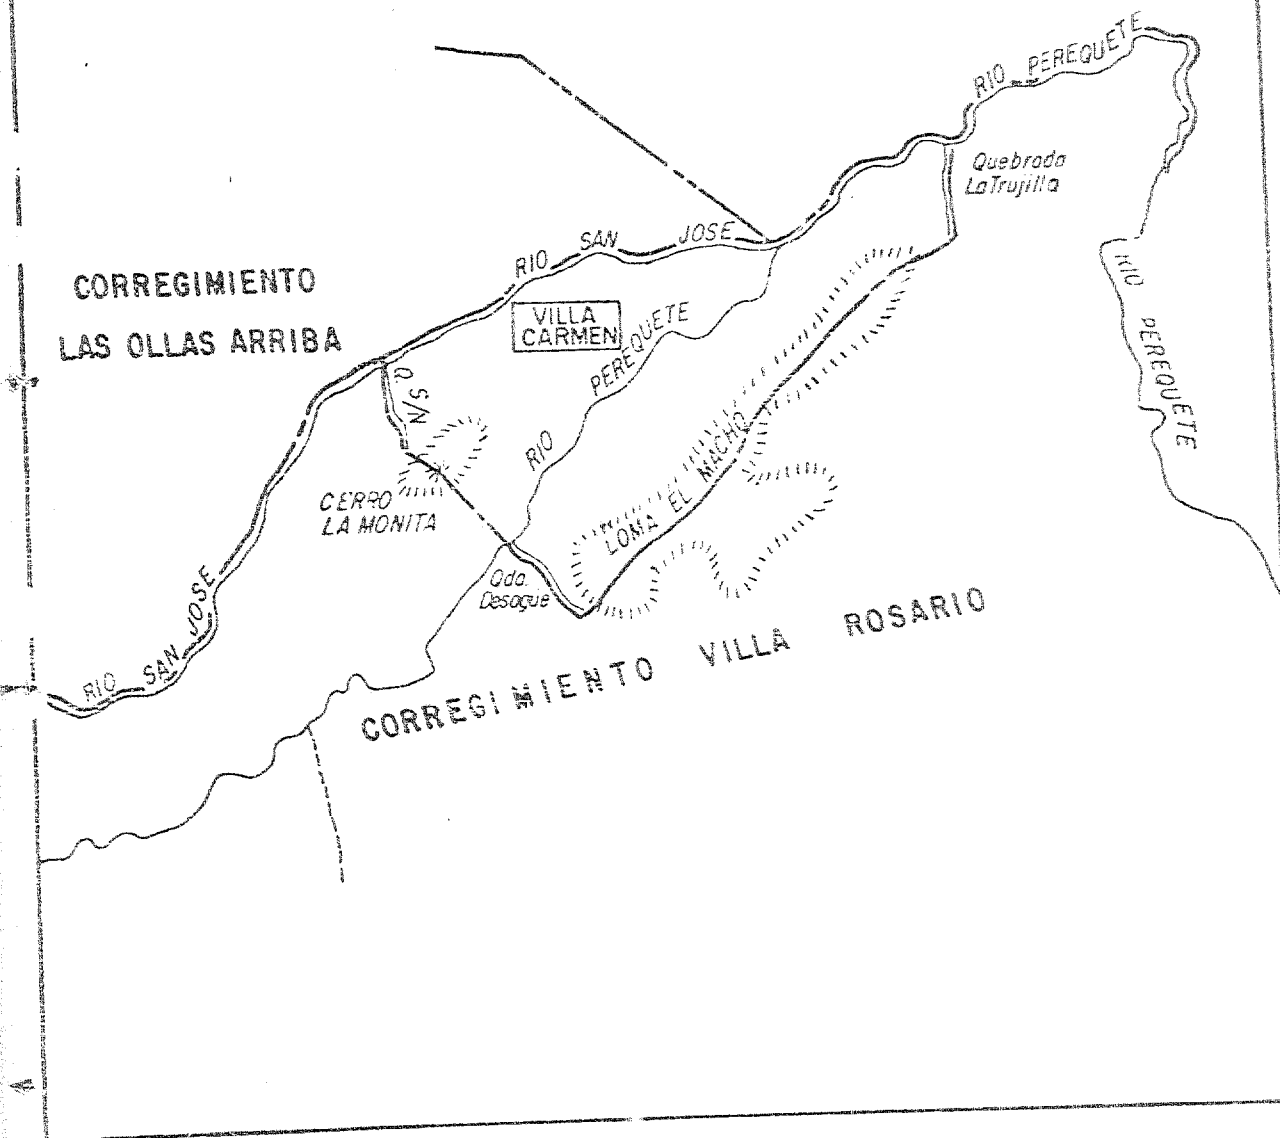 RIO PEREQUETE
Quebrada
La Trujilla
RIO SAN JOSE
CORREGIMIENTO
LAS OLLAS ARRIBA
VILLA
CARMEN
RIO PEREQUETE
RIO PEREQUETE
Q. S/N
LOMA EL MACHO
CERRO
LA MONITA
Qda.
Desague
RIO SAN JOSE
CORREGIMIENTO VILLA ROSARIO